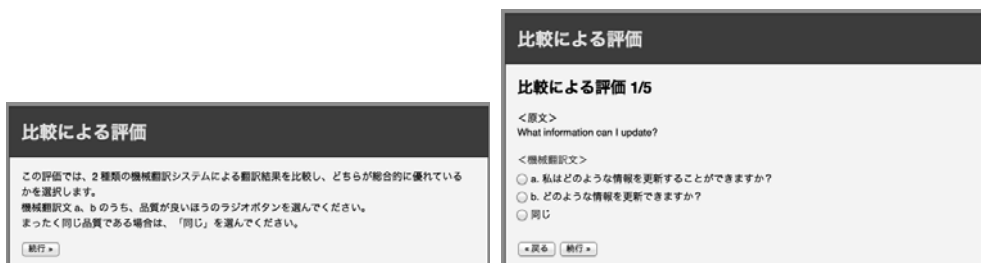 比較による評価
この評価では、2種類の機械翻訳システムによる翻訳結果を比較し、どちらが総合的に優れている
かを選択します。
機械翻訳文 a、b のうち、品質が良いほうのラジオボタンを選んでください。
まったく同じ品質である場合は、「同じ」を選んでください。
続行 »
比較による評価
比較による評価 1/5
<原文>
What information can I update?
<機械翻訳文>
a. 私はどのような情報を更新することができますか?
b. どのような情報を更新できますか?
同じ
« 戻る 続行 »